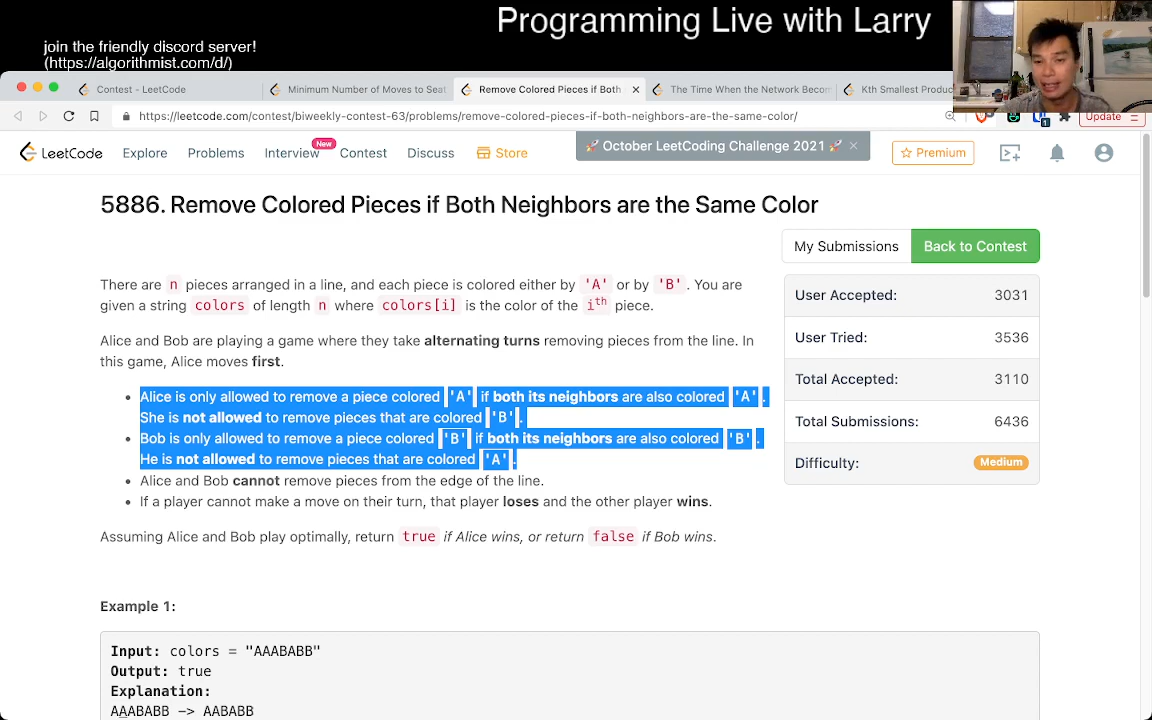 Programming Live with Larry
join the friendly discord server!
(https://algorithmist.com/d/)
Contest - LeetCode
Minimum Number of Moves to Seat
Remove Colored Pieces if Both
The Time When the Network Becom
Kth Smallest Produc
https://leetcode.com/contest/biweekly-contest-63/problems/remove-colored-pieces-if-both-neighbors-are-the-same-color/
Update
LeetCode Explore Problems Interview New Contest Discuss Store
🚀 October LeetCoding Challenge 2021 🚀
Premium
5886. Remove Colored Pieces if Both Neighbors are the Same Color
My Submissions Back to Contest
There are n pieces arranged in a line, and each piece is colored either by 'A' or by 'B'. You are
given a string colors of length n where colors[i] is the color of the ith piece.
Alice and Bob are playing a game where they take alternating turns removing pieces from the line. In
this game, Alice moves first.
• Alice is only allowed to remove a piece colored 'A' if both its neighbors are also colored 'A'.
She is not allowed to remove pieces that are colored 'B'.
• Bob is only allowed to remove a piece colored 'B' if both its neighbors are also colored 'B'.
He is not allowed to remove pieces that are colored 'A'.
• Alice and Bob cannot remove pieces from the edge of the line.
• If a player cannot make a move on their turn, that player loses and the other player wins.
Assuming Alice and Bob play optimally, return true if Alice wins, or return false if Bob wins.
User Accepted: 3031
User Tried: 3536
Total Accepted: 3110
Total Submissions: 6436
Difficulty: Medium
Example 1:
Input: colors = "AAABABB"
Output: true
Explanation:
AAABABB -> AABABB